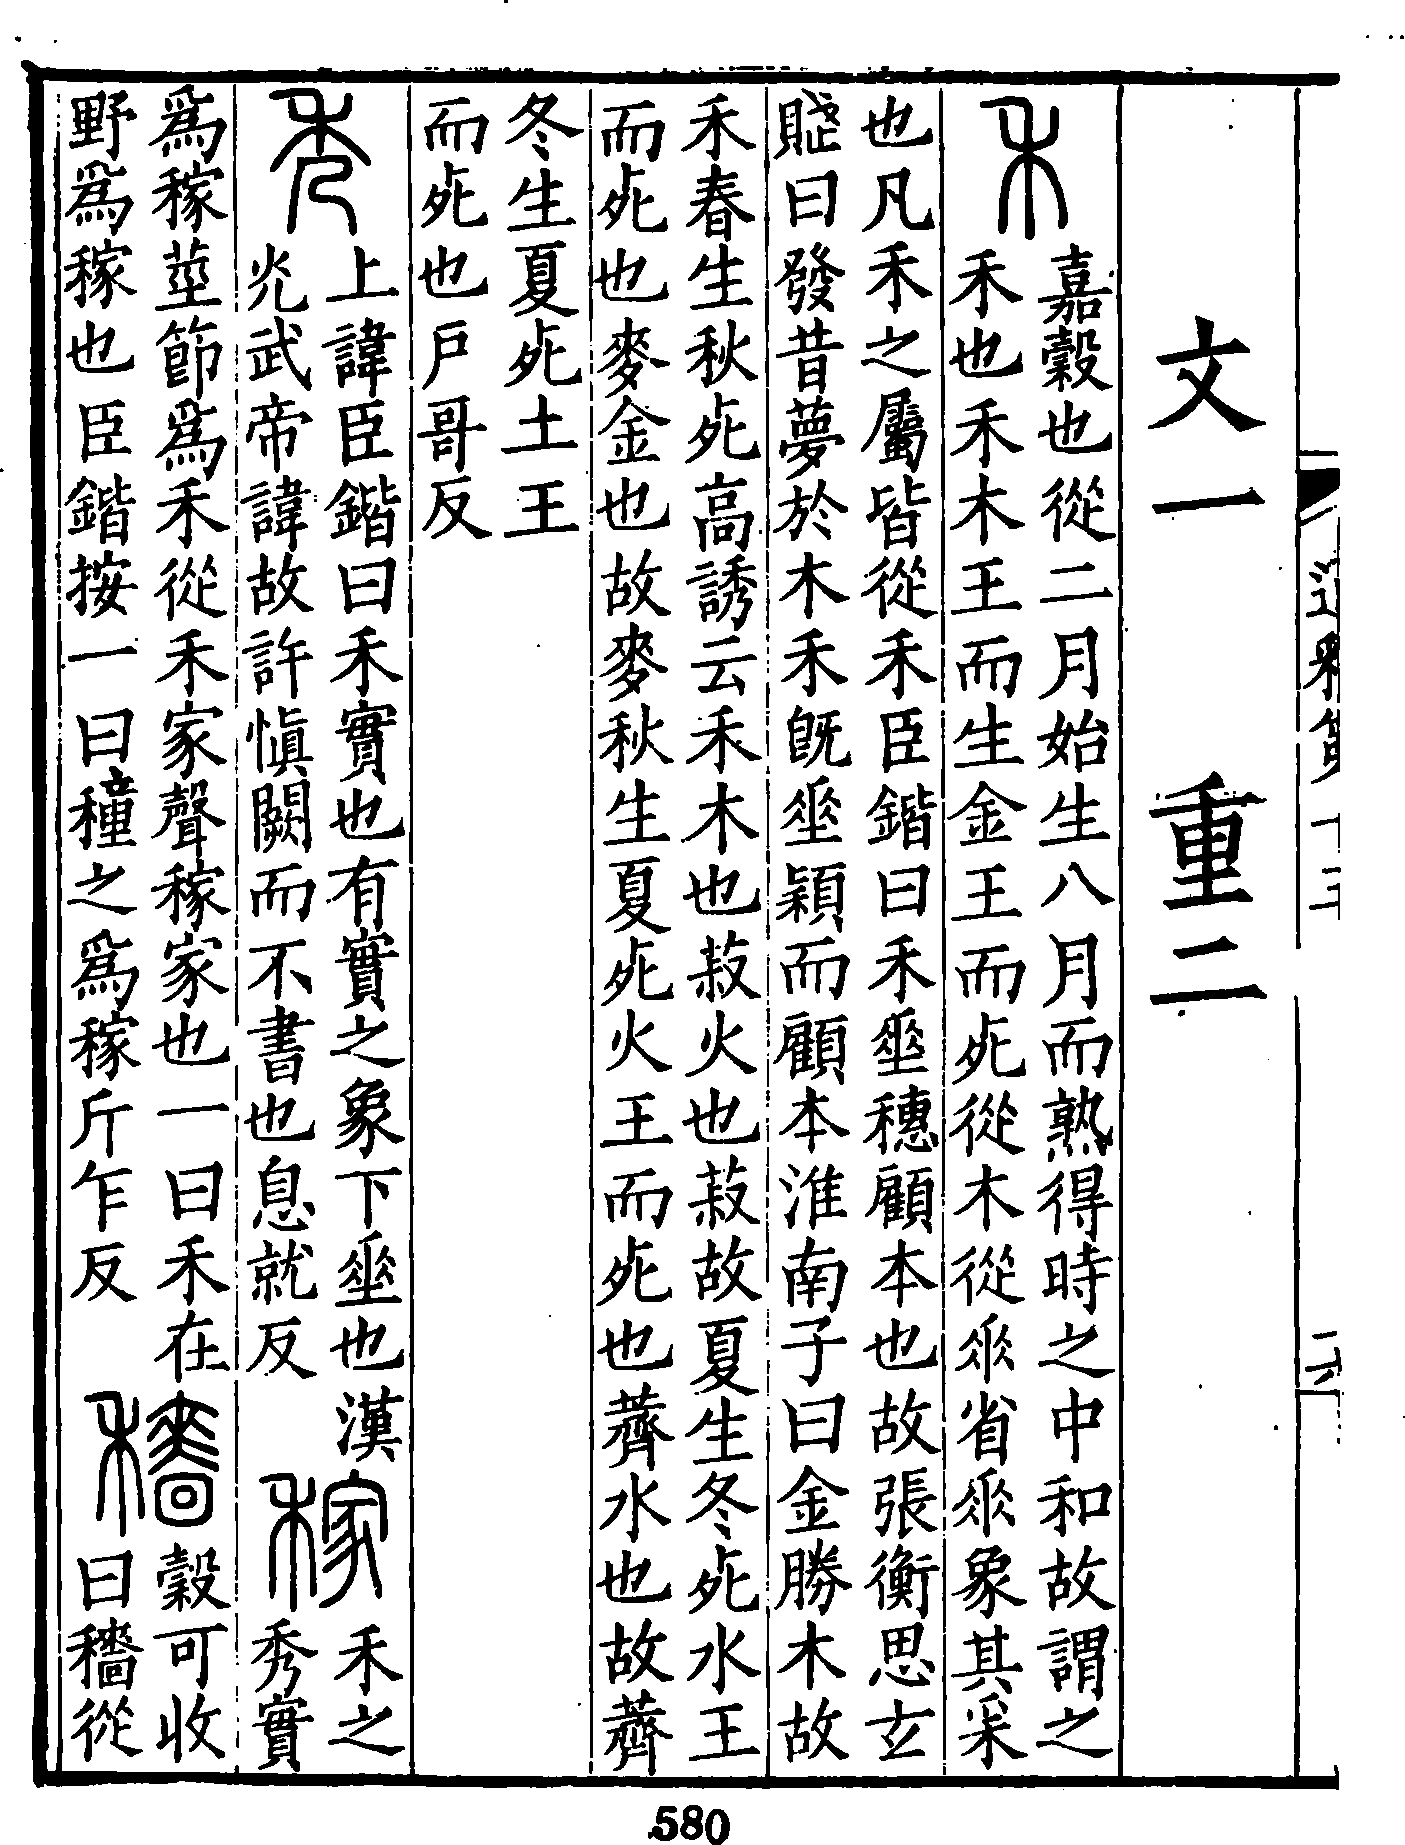 文一　重二
禾
嘉穀也從二月始生八月而熟得時之中和故謂之
禾也禾木王而生金王而死從木從𠂹省𠂹象其采
也凡禾之屬皆從禾臣鍇曰禾垂穗顧本也故張衡思玄
賦曰發昔夢於木禾既垂穎而顧本淮南子曰金勝木故
禾春生秋死高誘云禾木也菽火也菽故夏生冬死水王
而死也麥金也故麥秋生夏死火王而死也薺水也故薺
冬生夏死土王
而死也戶哥反
秀
上諱臣鍇曰禾實也有實之象下垂也漢
光武帝諱故許慎闕而不書也息就反
稼
禾之
秀實
爲稼莖節爲禾從禾家聲稼家也一曰禾在
野爲稼也臣鍇按一曰種之爲稼斤乍反
穡
穀可收
曰穡從
580